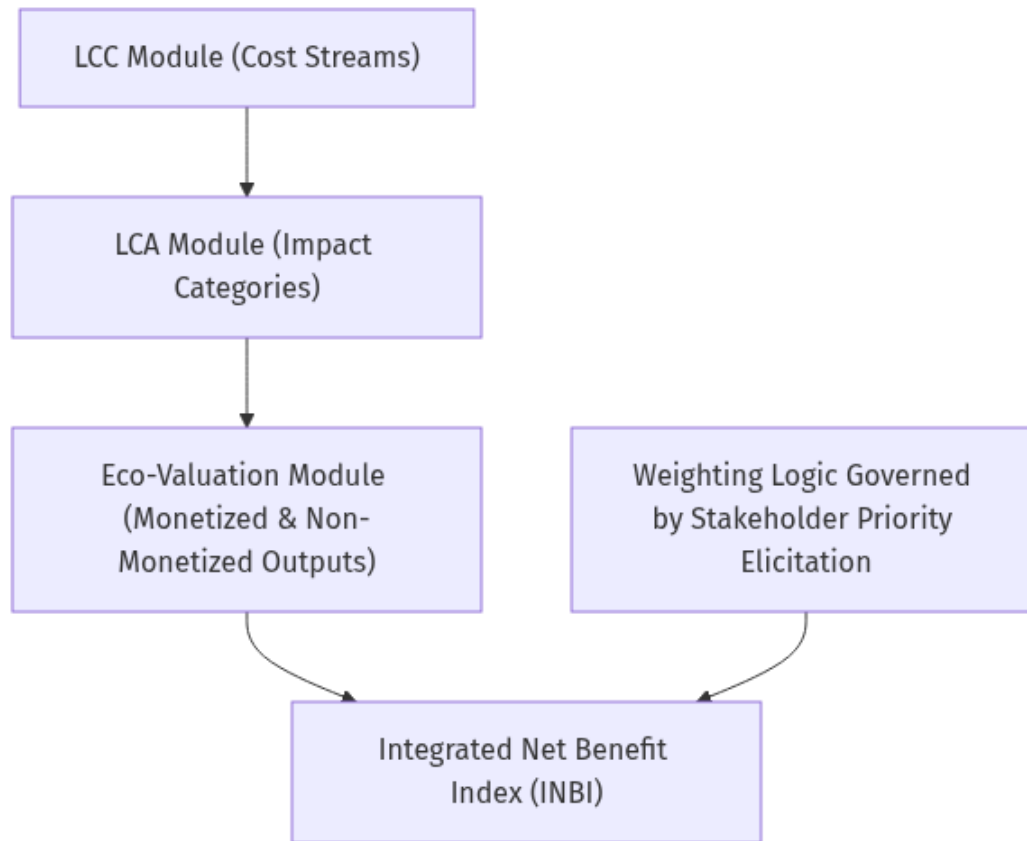 LCC Module (Cost Streams)
LCA Module (Impact
Categories)
Eco-Valuation Module
(Monetized & Non-
Monetized Outputs)
Weighting Logic Governed
by Stakeholder Priority
Elicitation
Integrated Net Benefit
Index (INBI)